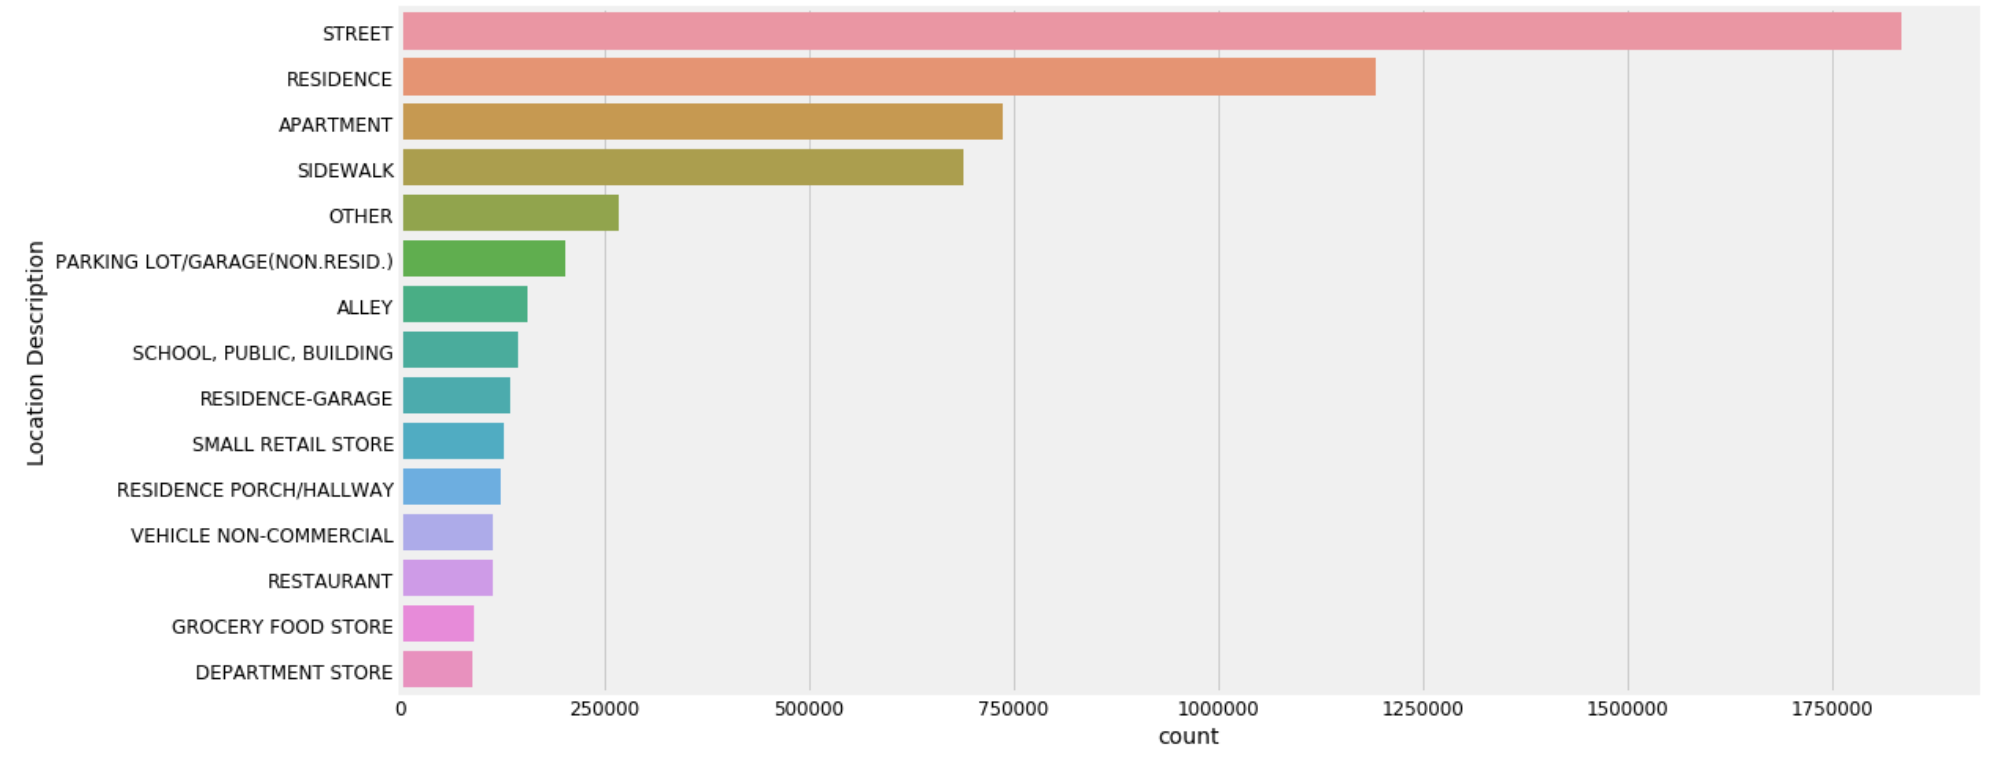 STREET
RESIDENCE
APARTMENT
SIDEWALK
OTHER
PARKING LOT/GARAGE(NON.RESID.)
ALLEY
SCHOOL, PUBLIC, BUILDING
RESIDENCE-GARAGE
SMALL RETAIL STORE
RESIDENCE PORCH/HALLWAY
VEHICLE NON-COMMERCIAL
RESTAURANT
GROCERY FOOD STORE
DEPARTMENT STORE
Location Description
0 250000 500000 750000 1000000 1250000 1500000 1750000
count